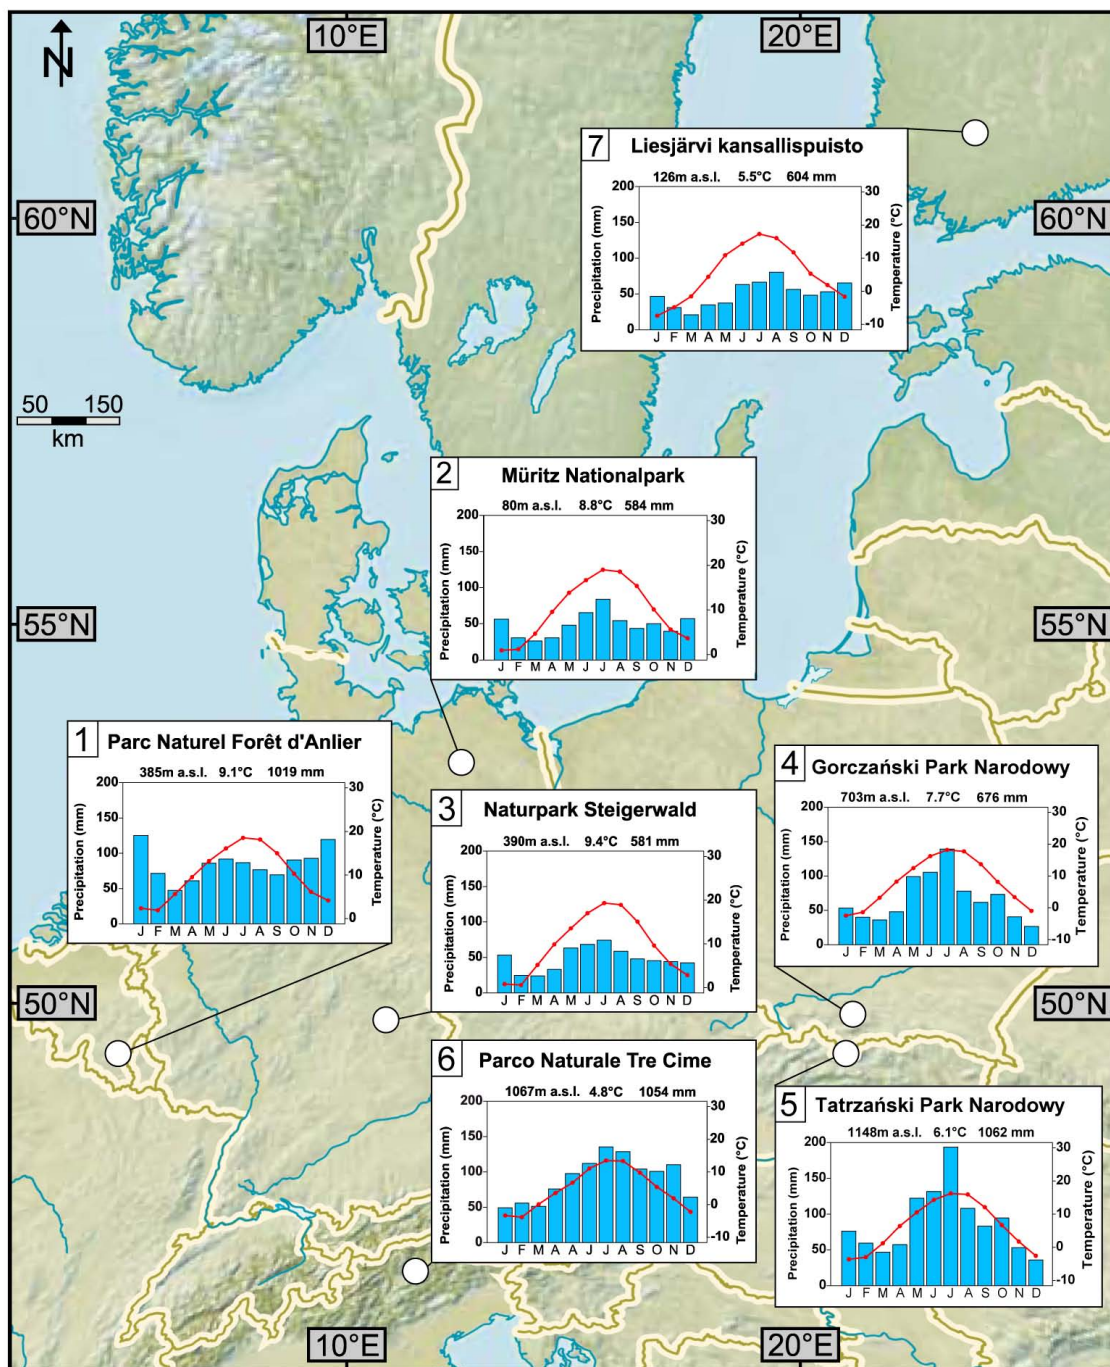 10°E
20°E
N
60°N
60°N
50 150
km
55°N
55°N
50°N
50°N
10°E
20°E
7
Liesjärvi kansallispuisto
126m a.s.l. 5.5°C 604 mm
Precipitation (mm)
200
150
100
50
0
30
20
10
0
-10
Temperature (°C)
J F M A M J J A S O N D
2
Müritz Nationalpark
80m a.s.l. 8.8°C 584 mm
Precipitation (mm)
200
150
100
50
0
30
20
10
0
Temperature (°C)
J F M A M J J A S O N D
1
Parc Naturel Forêt d'Anlier
385m a.s.l. 9.1°C 1019 mm
Precipitation (mm)
200
150
100
50
0
30
20
10
0
Temperature (°C)
J F M A M J J A S O N D
3
Naturpark Steigerwald
390m a.s.l. 9.4°C 581 mm
Precipitation (mm)
200
150
100
50
0
30
20
10
0
Temperature (°C)
J F M A M J J A S O N D
4
Gorczański Park Narodowy
703m a.s.l. 7.7°C 676 mm
Precipitation (mm)
200
150
100
50
0
30
20
10
0
-10
Temperature (°C)
J F M A M J J A S O N D
6
Parco Naturale Tre Cime
1067m a.s.l. 4.8°C 1054 mm
Precipitation (mm)
200
150
100
50
0
30
20
10
0
-10
Temperature (°C)
J F M A M J J A S O N D
5
Tatrzański Park Narodowy
1148m a.s.l. 6.1°C 1062 mm
Precipitation (mm)
200
150
100
50
0
30
20
10
0
-10
Temperature (°C)
J F M A M J J A S O N D